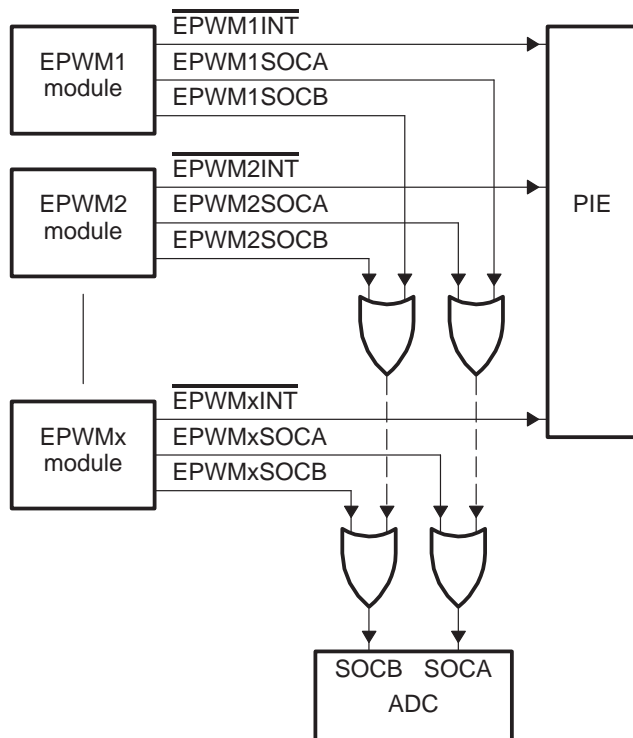 EPWM1
module
EPWM1INT
EPWM1SOCA
EPWM1SOCB
EPWM2
module
EPWM2INT
EPWM2SOCA
EPWM2SOCB
PIE
EPWMx
module
EPWMxINT
EPWMxSOCA
EPWMxSOCB
SOCB SOCA
ADC